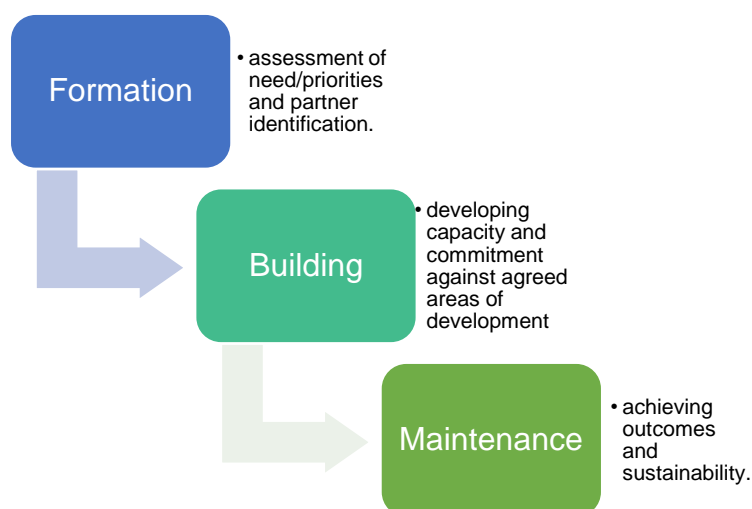 Formation
• assessment of
need/priorities
and partner
identification.
Building
• developing
capacity and
commitment
against agreed
areas of
development
Maintenance
• achieving
outcomes
and
sustainability.